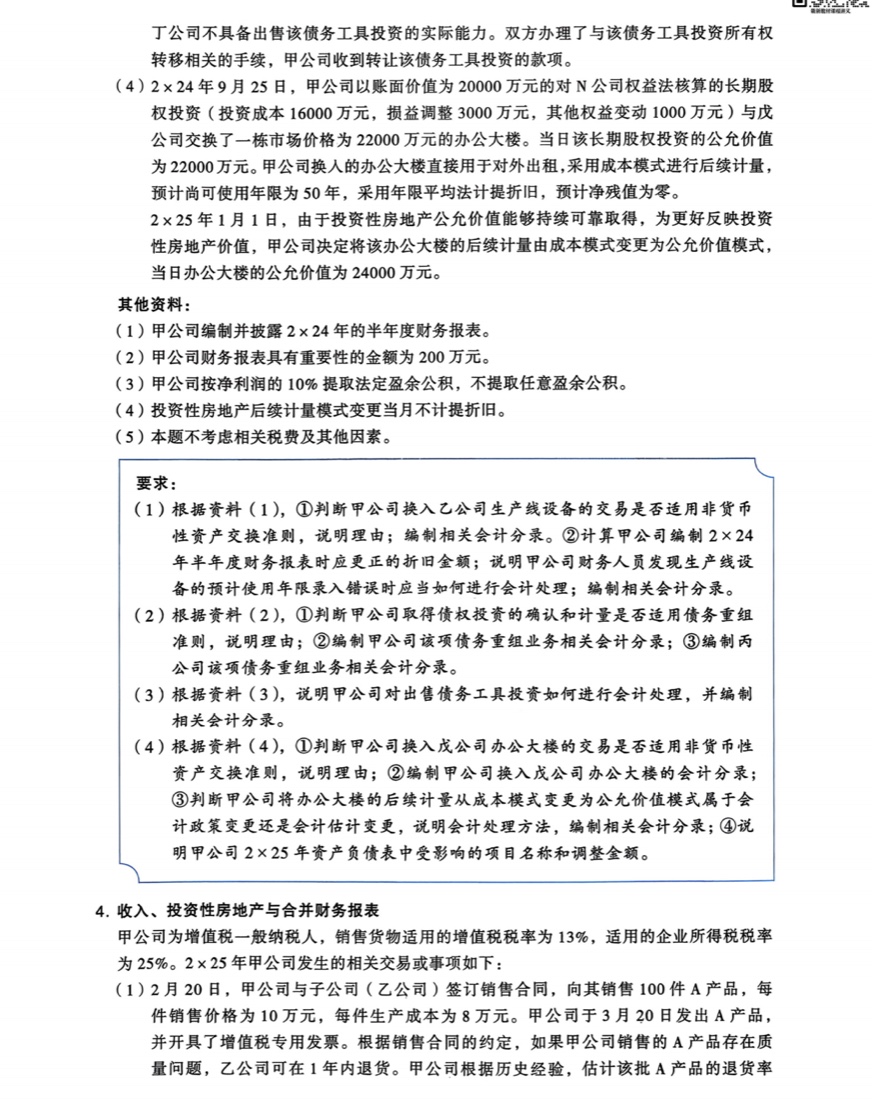 丁公司不具备出售该债务工具投资的实际能力。双方办理了与该债务工具投资所有权
转移相关的手续，甲公司收到转让该债务工具投资的款项。
（4）2×24年9月25日，甲公司以账面价值为20000万元的对N公司权益法核算的长期股
权投资（投资成本16000万元，损益调整3000万元，其他权益变动1000万元）与戊
公司交换了一栋市场价格为22000万元的办公大楼。当日该长期股权投资的公允价值
为22000万元。甲公司换入的办公大楼直接用于对外出租，采用成本模式进行后续计量，
预计尚可使用年限为50年，采用年限平均法计提折旧，预计净残值为零。
2×25年1月1日，由于投资性房地产公允价值能够持续可靠取得，为更好反映投资
性房地产价值，甲公司决定将该办公大楼的后续计量由成本模式变更为公允价值模式，
当日办公大楼的公允价值为24000万元。
其他资料：
（1）甲公司编制并披露2×24年的半年度财务报表。
（2）甲公司财务报表具有重要性的金额为200万元。
（3）甲公司按净利润的10%提取法定盈余公积，不提取任意盈余公积。
（4）投资性房地产后续计量模式变更当月不计提折旧。
（5）本题不考虑相关税费及其他因素。
要求：
（1）根据资料（1），①判断甲公司换入乙公司生产线设备的交易是否适用非货币
性资产交换准则，说明理由；编制相关会计分录。②计算甲公司编制2×24
年半年度财务报表时应更正的折旧金额；说明甲公司财务人员发现生产线设
备的预计使用年限录入错误时应当如何进行会计处理；编制相关会计分录。
（2）根据资料（2），①判断甲公司取得债权投资的确认和计量是否适用债务重组
准则，说明理由；②编制甲公司该项债务重组业务相关会计分录；③编制丙
公司该项债务重组业务相关会计分录。
（3）根据资料（3），说明甲公司对出售债务工具投资如何进行会计处理，并编制
相关会计分录。
（4）根据资料（4），①判断甲公司换入戊公司办公大楼的交易是否适用非货币性
资产交换准则，说明理由；②编制甲公司换入戊公司办公大楼的会计分录；
③判断甲公司将办公大楼的后续计量从成本模式变更为公允价值模式属于会
计政策变更还是会计估计变更，说明会计处理方法，编制相关会计分录；④说
明甲公司2×25年资产负债表中受影响的项目名称和调整金额。
4. 收入、投资性房地产与合并财务报表
甲公司为增值税一般纳税人，销售货物适用的增值税税率为13%，适用的企业所得税税率
为25%。2×25年甲公司发生的相关交易或事项如下：
（1）2月20日，甲公司与子公司（乙公司）签订销售合同，向其销售100件A产品，每
件销售价格为10万元，每件生产成本为8万元。甲公司于3月20日发出A产品，
并开具了增值税专用发票。根据销售合同的约定，如果甲公司销售的A产品存在质
量问题，乙公司可在1年内退货。甲公司根据历史经验，估计该批A产品的退货率